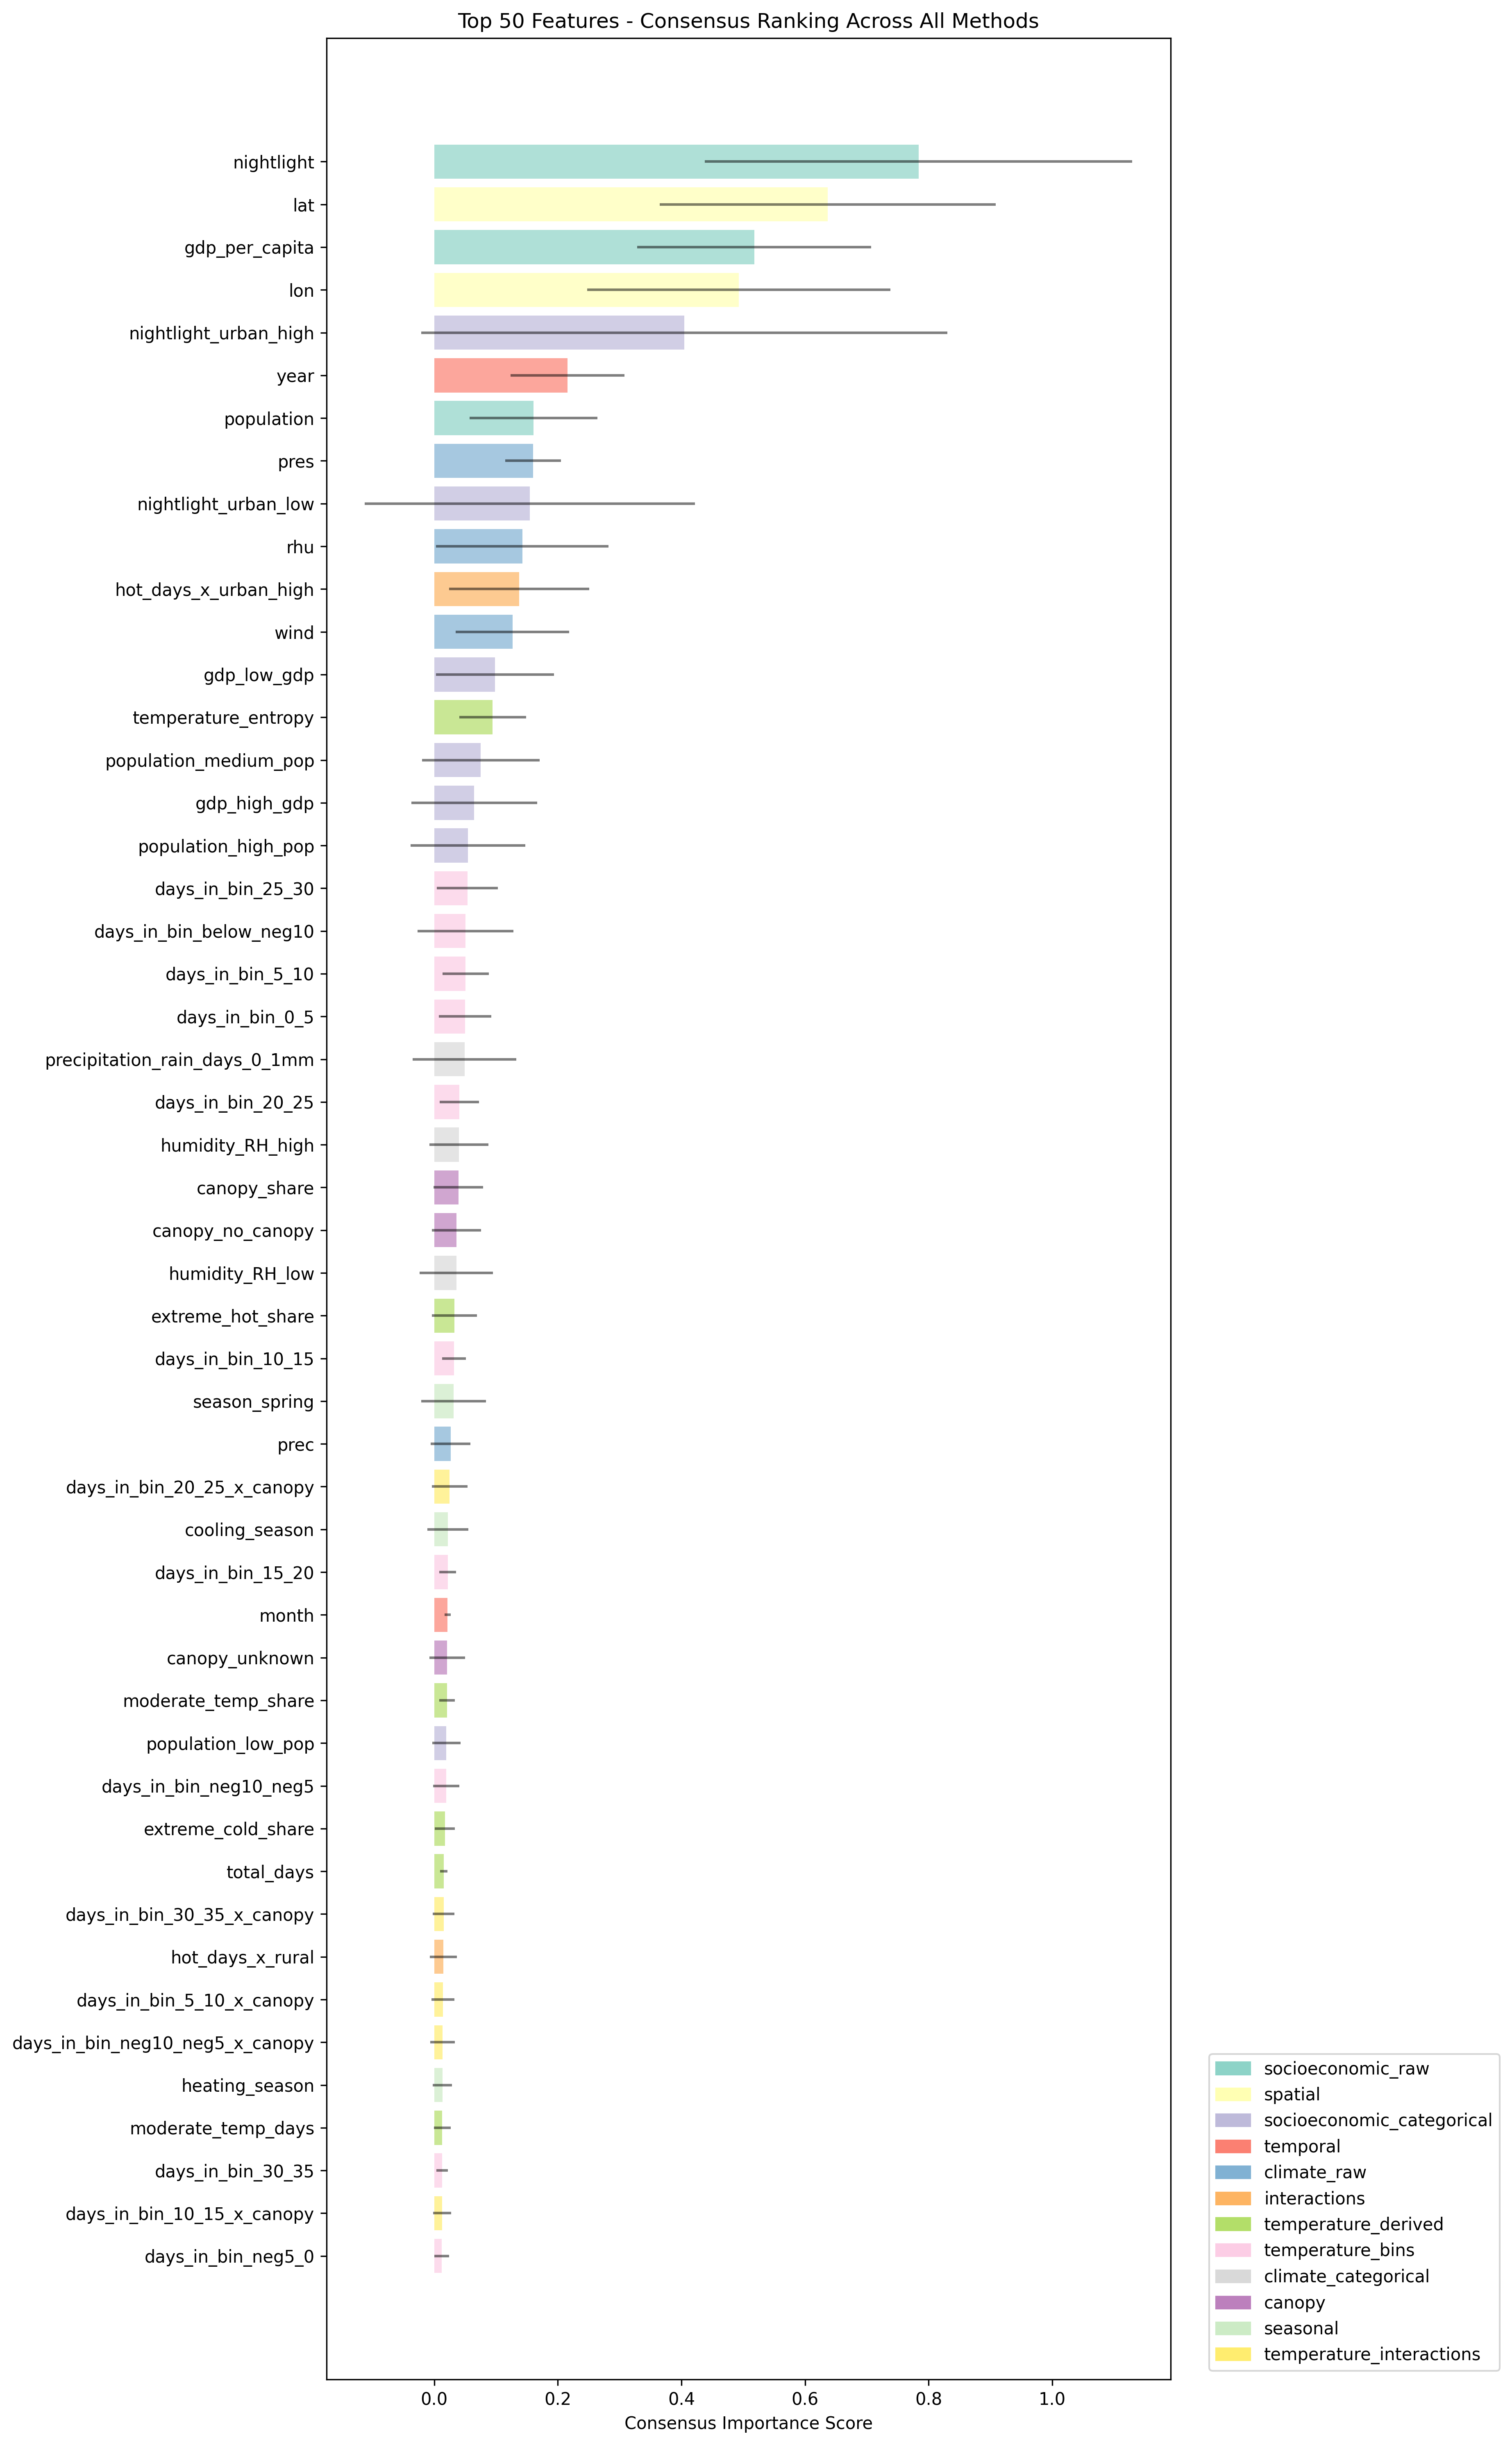 Top 50 Features - Consensus Ranking Across All Methods
nightlight
lat
gdp_per_capita
lon
nightlight_urban_high
year
population
pres
nightlight_urban_low
rhu
hot_days_x_urban_high
wind
gdp_low_gdp
temperature_entropy
population_medium_pop
gdp_high_gdp
population_high_pop
days_in_bin_25_30
days_in_bin_below_neg10
days_in_bin_5_10
days_in_bin_0_5
precipitation_rain_days_0_1mm
days_in_bin_20_25
humidity_RH_high
canopy_share
canopy_no_canopy
humidity_RH_low
extreme_hot_share
days_in_bin_10_15
season_spring
prec
days_in_bin_20_25_x_canopy
cooling_season
days_in_bin_15_20
month
canopy_unknown
moderate_temp_share
population_low_pop
days_in_bin_neg10_neg5
extreme_cold_share
total_days
days_in_bin_30_35_x_canopy
hot_days_x_rural
days_in_bin_5_10_x_canopy
days_in_bin_neg10_neg5_x_canopy
heating_season
moderate_temp_days
days_in_bin_30_35
days_in_bin_10_15_x_canopy
days_in_bin_neg5_0
0.0 0.2 0.4 0.6 0.8 1.0
Consensus Importance Score
socioeconomic_raw
spatial
socioeconomic_categorical
temporal
climate_raw
interactions
temperature_derived
temperature_bins
climate_categorical
canopy
seasonal
temperature_interactions